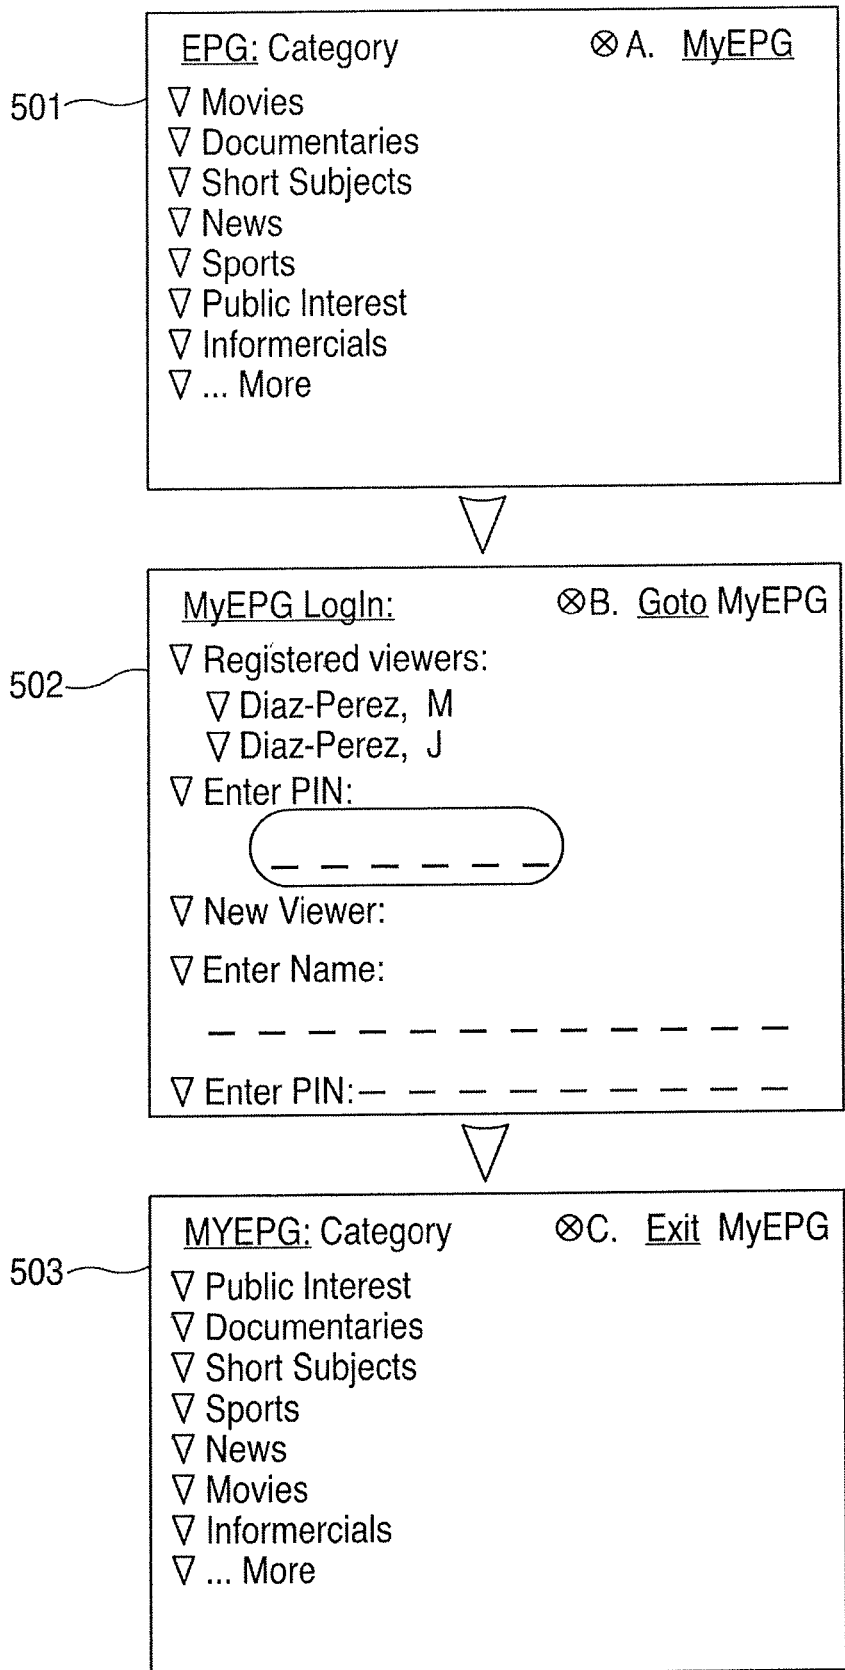 EPG: Category ⊗ A. MyEPG
501
∇ Movies
∇ Documentaries
∇ Short Subjects
∇ News
∇ Sports
∇ Public Interest
∇ Informercials
∇ ... More
MyEPG LogIn: ⊗B. Goto MyEPG
502
∇ Registered viewers:
∇ Diaz-Perez, M
∇ Diaz-Perez, J
∇ Enter PIN:
_ _ _ _ _ _
∇ New Viewer:
∇ Enter Name:
_ _ _ _ _ _ _ _ _ _ _ _
∇ Enter PIN: _ _ _ _ _ _ _ _ _
MYEPG: Category ⊗C. Exit MyEPG
503
∇ Public Interest
∇ Documentaries
∇ Short Subjects
∇ Sports
∇ News
∇ Movies
∇ Informercials
∇ ... More